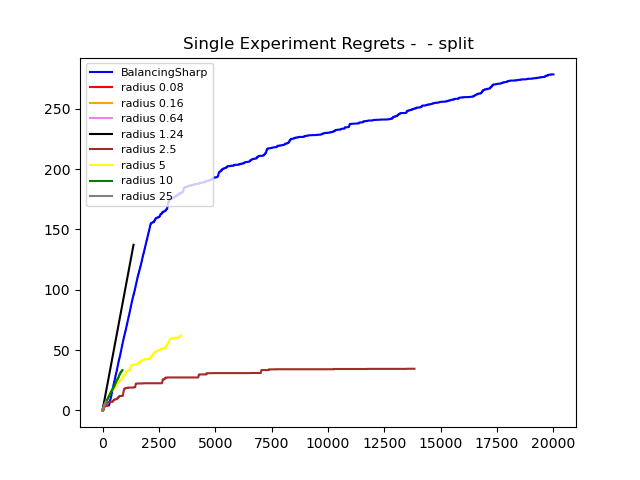 Single Experiment Regrets -  - split
BalancingSharp
radius 0.08
radius 0.16
radius 0.64
radius 1.24
radius 2.5
radius 5
radius 10
radius 25
250
200
150
100
50
0
0 2500 5000 7500 10000 12500 15000 17500 20000